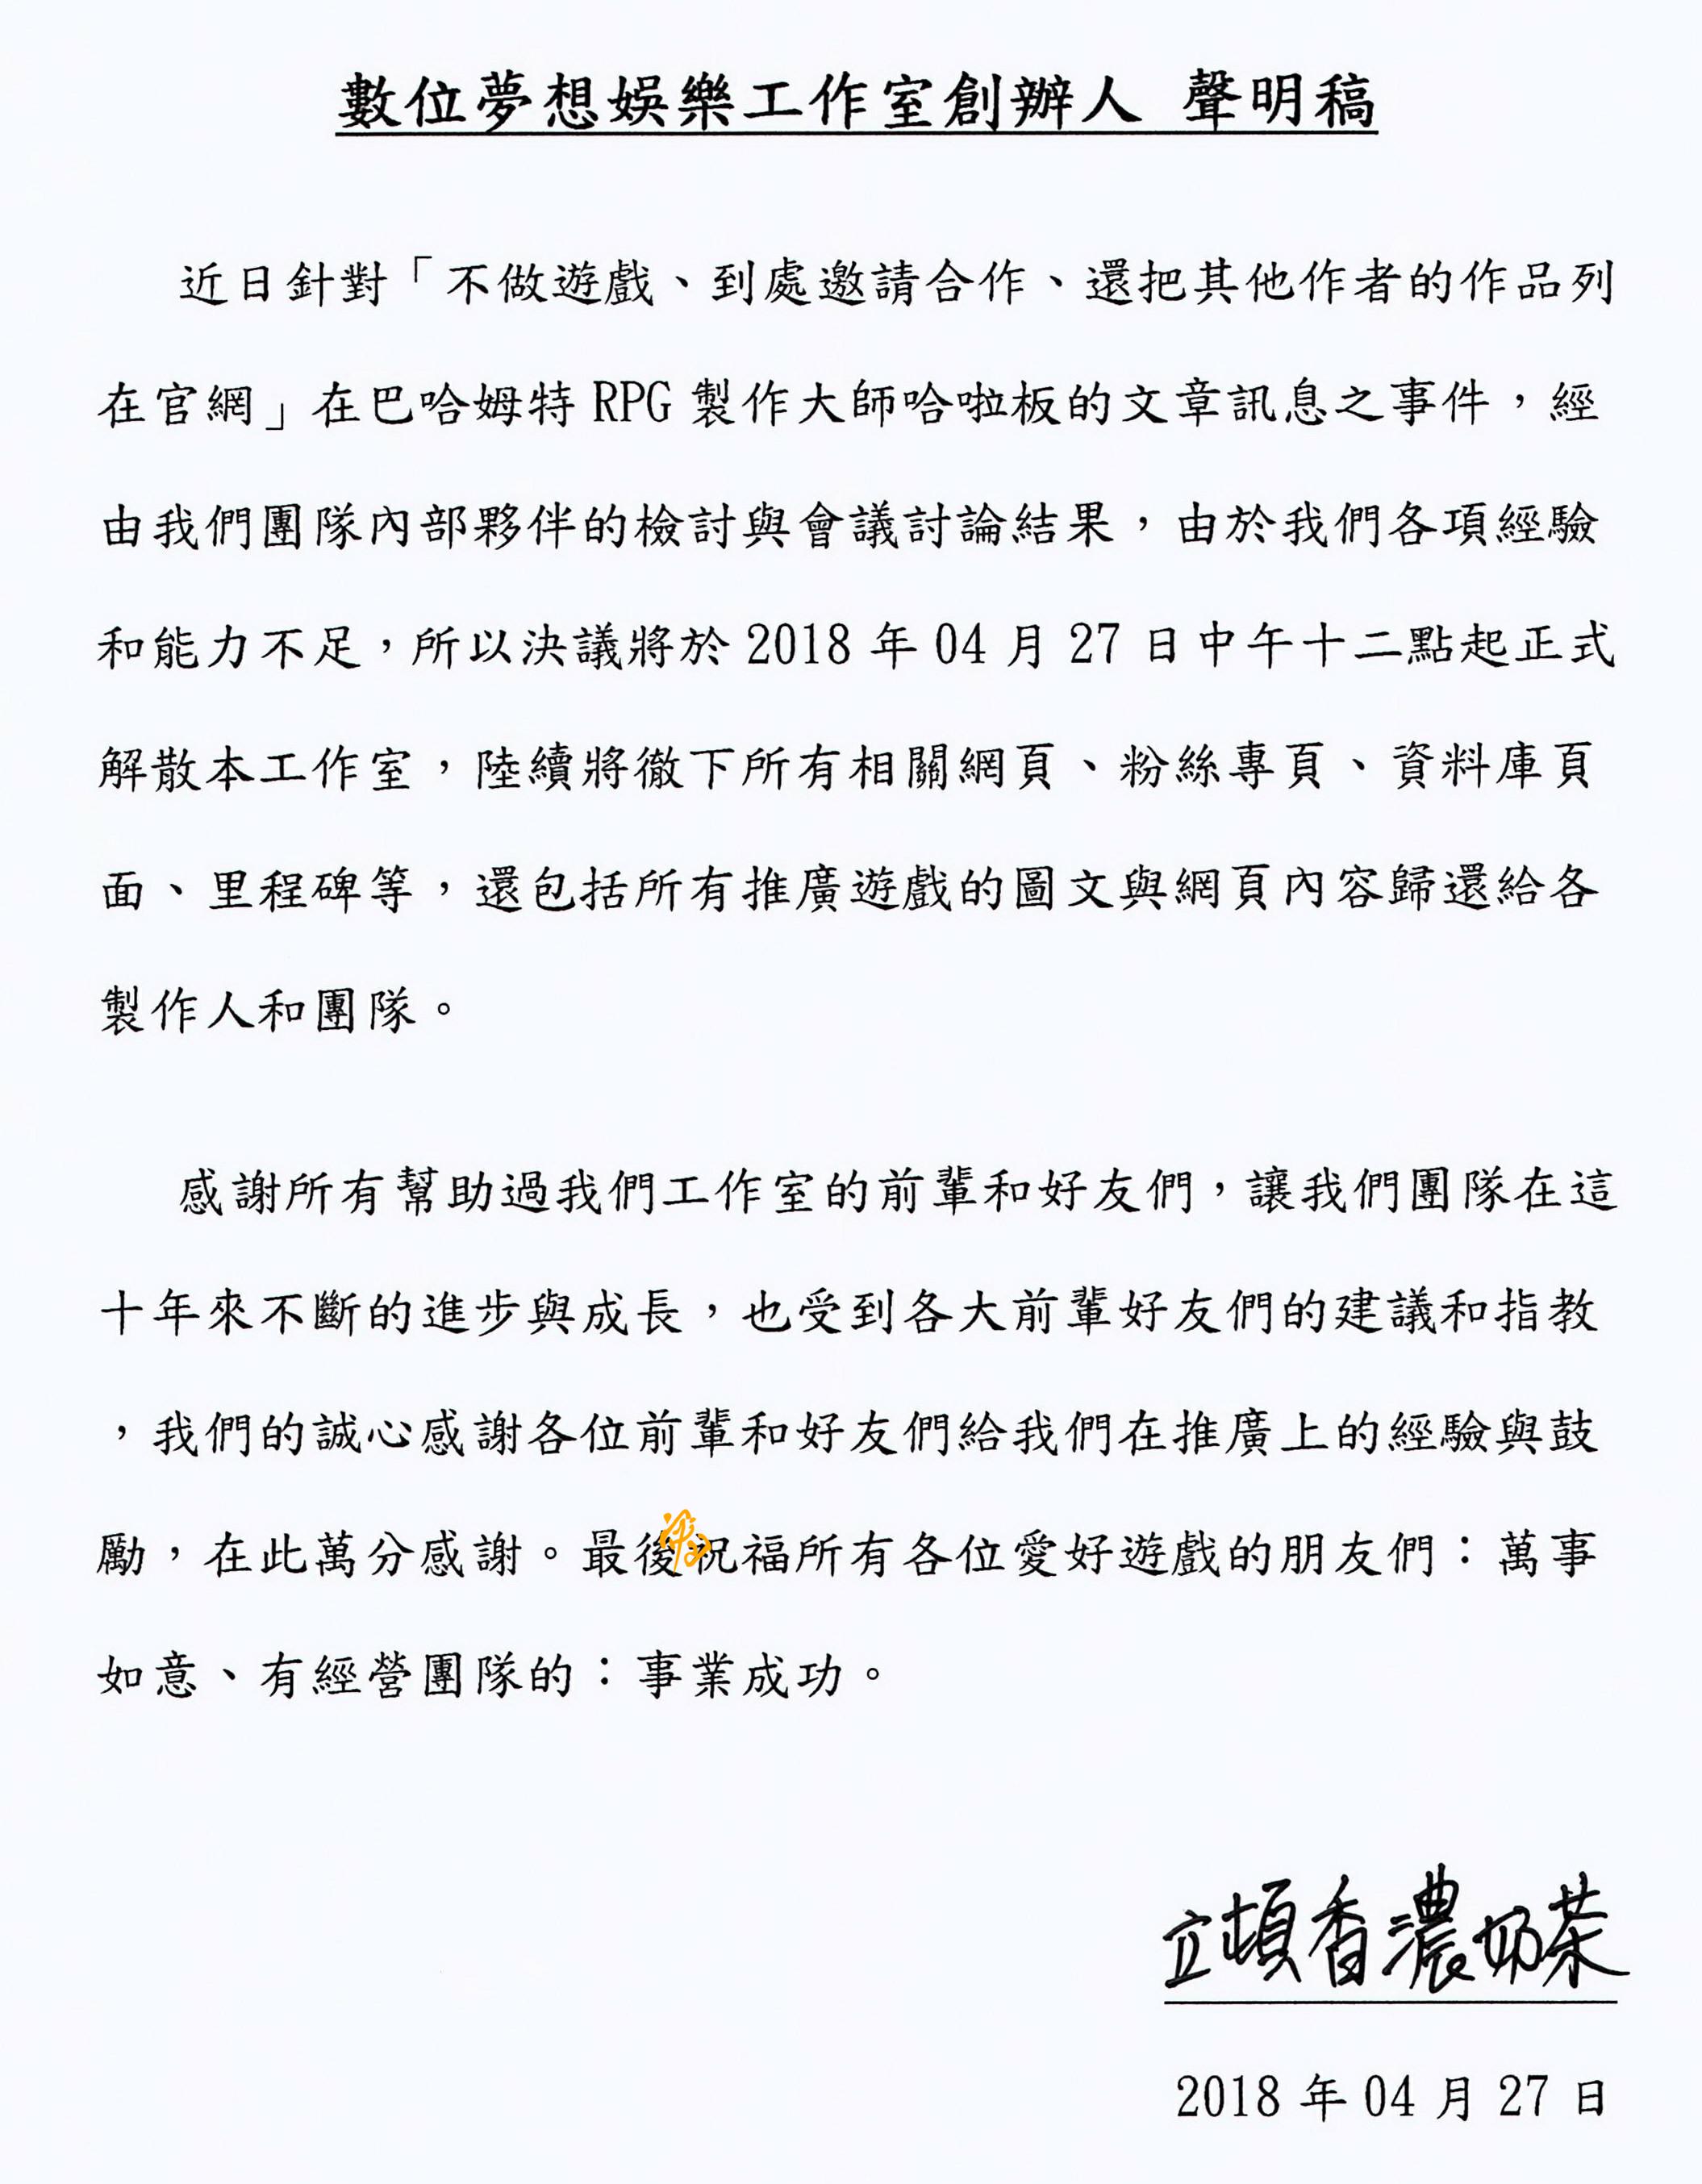 數位夢想娛樂工作室創辦人 聲明稿
近日針對「不做遊戲、到處邀請合作、還把其他作者的作品列
在官網」在巴哈姆特 RPG 製作大師哈啦板的文章訊息之事件，經
由我們團隊內部夥伴的檢討與會議討論結果，由於我們各項經驗
和能力不足，所以決議將於 2018 年 04 月 27 日中午十二點起正式
解散本工作室，陸續將徹下所有相關網頁、粉絲專頁、資料庫頁
面、里程碑等，還包括所有推廣遊戲的圖文與網頁內容歸還給各
製作人和團隊。
感謝所有幫助過我們工作室的前輩和好友們，讓我們團隊在這
十年來不斷的進步與成長，也受到各大前輩好友們的建議和指教
，我們的誠心感謝各位前輩和好友們給我們在推廣上的經驗與鼓
勵，在此萬分感謝。最後祝福所有各位愛好遊戲的朋友們：萬事
如意、有經營團隊的：事業成功。
立頓香濃奶茶
2018 年 04 月 27 日